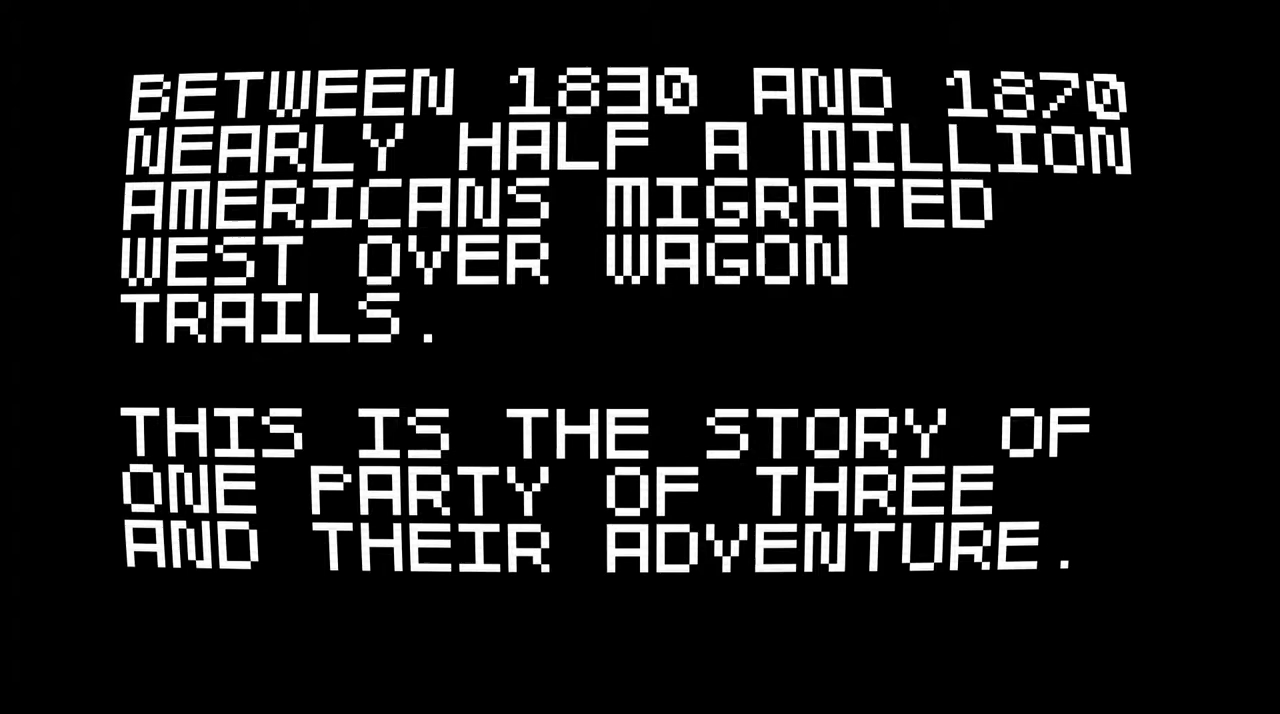 BETWEEN 1830 AND 1870
NEARLY HALF A MILLION
AMERICANS MIGRATED
WEST OVER WAGON
TRAILS.
THIS IS THE STORY OF
ONE PARTY OF THREE
AND THEIR ADVENTURE.